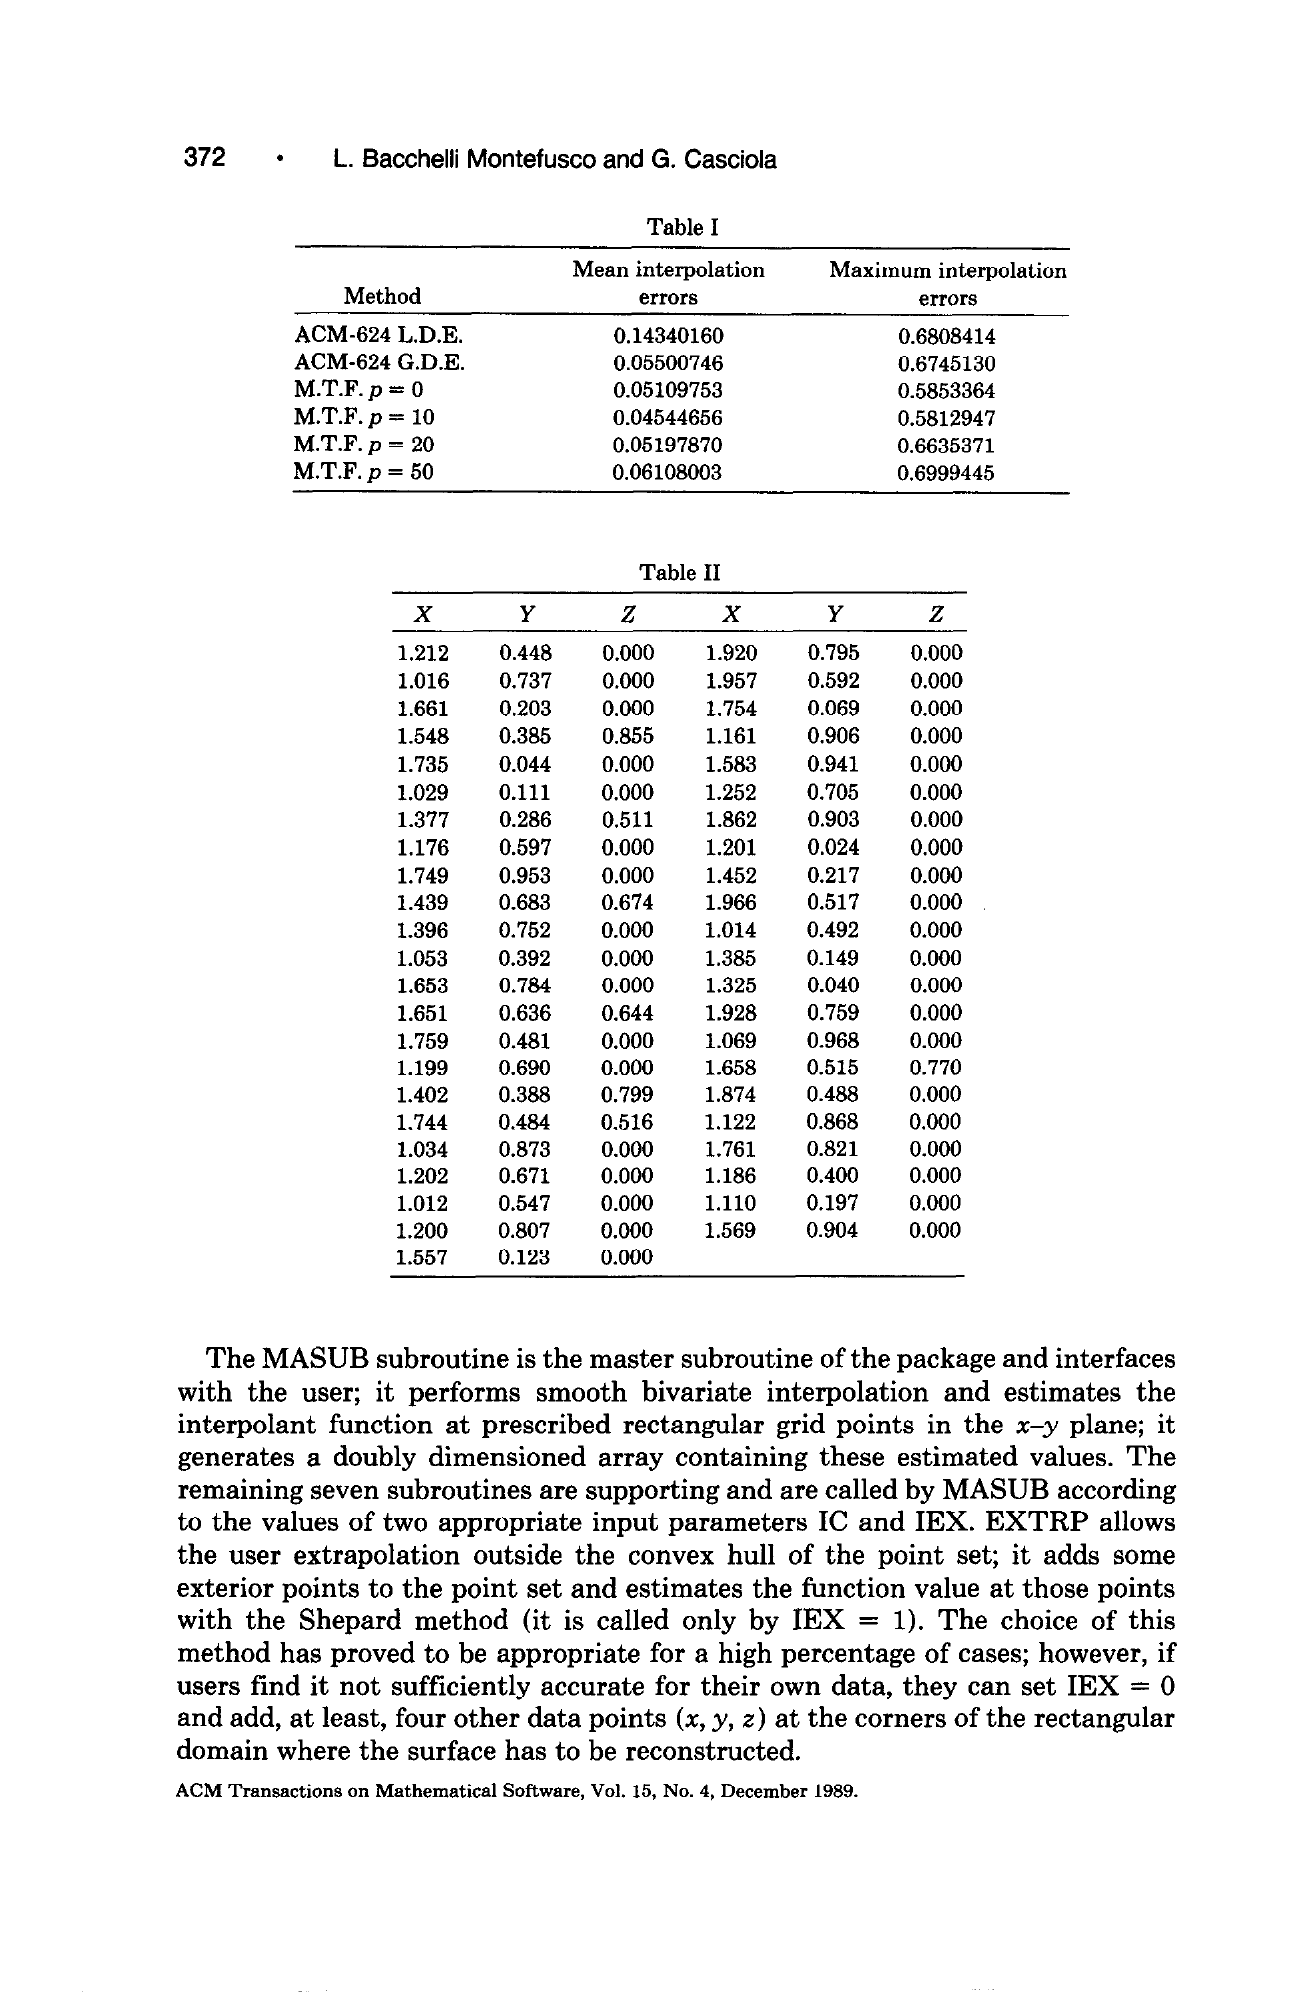 372 • L. Bacchelli Montefusco and G. Casciola
Table I
Mean interpolation Maximum interpolation
Method errors errors
ACM-624 L.D.E. 0.14340160 0.6808414
ACM-624 G.D.E. 0.05500746 0.6745130
M.T.F. p = 0 0.05109753 0.5853364
M.T.F. p = 10 0.04544656 0.5812947
M.T.F. p = 20 0.05197870 0.6635371
M.T.F. p = 50 0.06108003 0.6999445
Table II
X Y Z X Y Z
1.212 0.448 0.000 1.920 0.795 0.000
1.016 0.737 0.000 1.957 0.592 0.000
1.661 0.203 0.000 1.754 0.069 0.000
1.548 0.385 0.855 1.161 0.906 0.000
1.735 0.044 0.000 1.583 0.941 0.000
1.029 0.111 0.000 1.252 0.705 0.000
1.377 0.286 0.511 1.862 0.903 0.000
1.176 0.597 0.000 1.201 0.024 0.000
1.749 0.953 0.000 1.452 0.217 0.000
1.439 0.683 0.674 1.966 0.517 0.000
1.396 0.752 0.000 1.014 0.492 0.000
1.053 0.392 0.000 1.385 0.149 0.000
1.653 0.784 0.000 1.325 0.040 0.000
1.651 0.636 0.644 1.928 0.759 0.000
1.759 0.481 0.000 1.069 0.968 0.000
1.199 0.690 0.000 1.658 0.515 0.770
1.402 0.388 0.799 1.874 0.488 0.000
1.744 0.484 0.516 1.122 0.868 0.000
1.034 0.873 0.000 1.761 0.821 0.000
1.202 0.671 0.000 1.186 0.400 0.000
1.012 0.547 0.000 1.110 0.197 0.000
1.200 0.807 0.000 1.569 0.904 0.000
1.557 0.123 0.000
The MASUB subroutine is the master subroutine of the package and interfaces
with the user; it performs smooth bivariate interpolation and estimates the
interpolant function at prescribed rectangular grid points in the x–y plane; it
generates a doubly dimensioned array containing these estimated values. The
remaining seven subroutines are supporting and are called by MASUB according
to the values of two appropriate input parameters IC and IEX. EXTRP allows
the user extrapolation outside the convex hull of the point set; it adds some
exterior points to the point set and estimates the function value at those points
with the Shepard method (it is called only by IEX = 1). The choice of this
method has proved to be appropriate for a high percentage of cases; however, if
users find it not sufficiently accurate for their own data, they can set IEX = 0
and add, at least, four other data points (x, y, z) at the corners of the rectangular
domain where the surface has to be reconstructed.
ACM Transactions on Mathematical Software, Vol. 15, No. 4, December 1989.